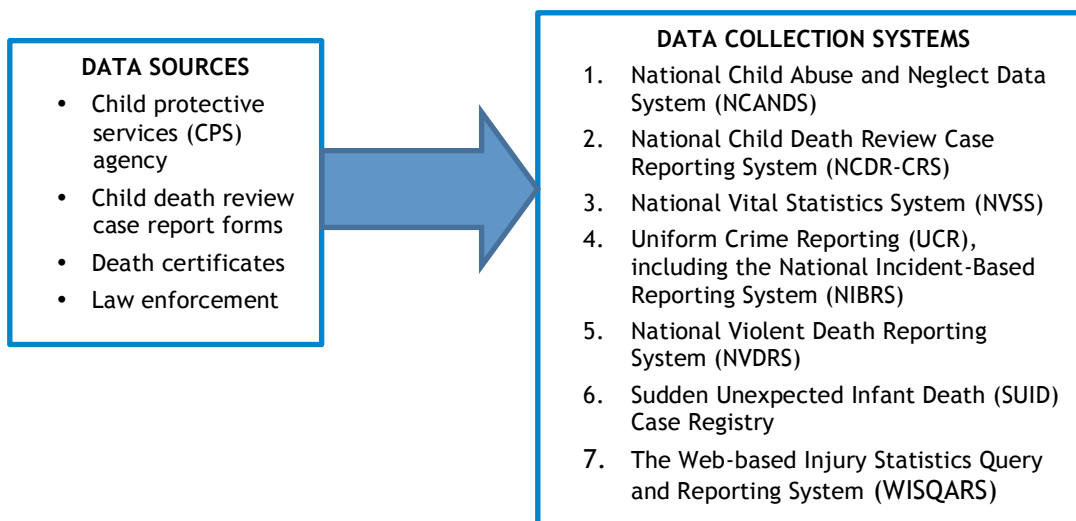 DATA SOURCES
• Child protective
services (CPS)
agency
• Child death review
case report forms
• Death certificates
• Law enforcement
DATA COLLECTION SYSTEMS
1. National Child Abuse and Neglect Data
System (NCANDS)
2. National Child Death Review Case
Reporting System (NCDR-CRS)
3. National Vital Statistics System (NVSS)
4. Uniform Crime Reporting (UCR),
including the National Incident-Based
Reporting System (NIBRS)
5. National Violent Death Reporting
System (NVDRS)
6. Sudden Unexpected Infant Death (SUID)
Case Registry
7. The Web-based Injury Statistics Query
and Reporting System (WISQARS)